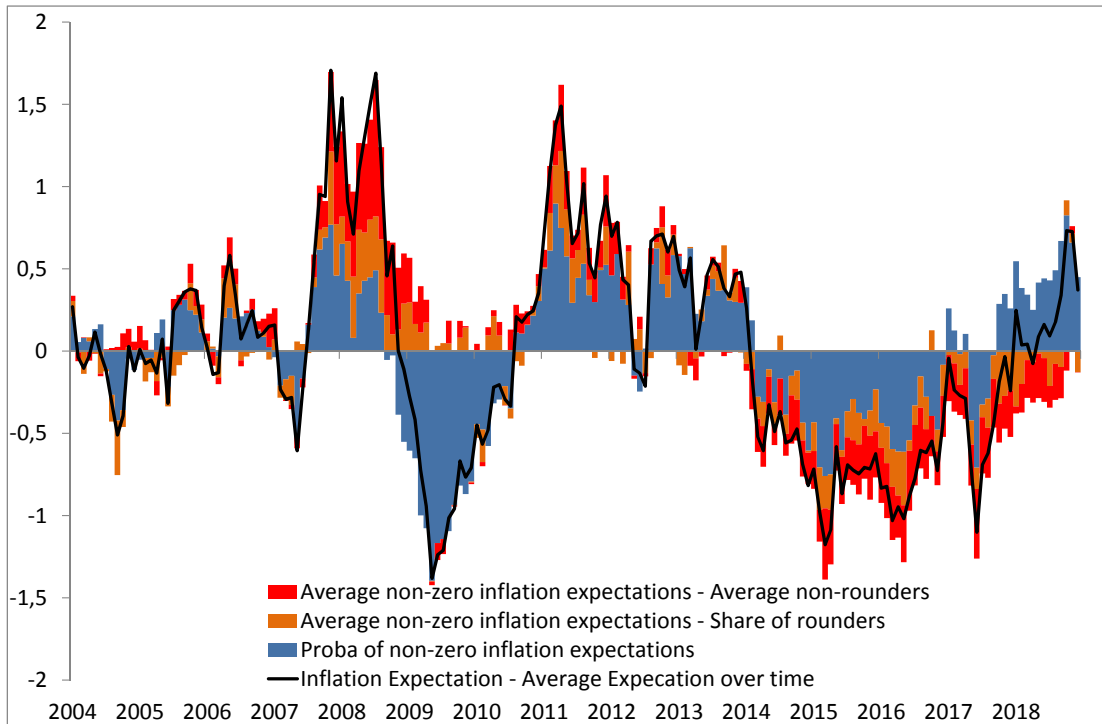 2
1,5
1
0,5
0
-0,5
-1
-1,5
-2
Average non-zero inflation expectations - Average non-rounders
Average non-zero inflation expectations - Share of rounders
Proba of non-zero inflation expectations
Inflation Expectation - Average Expecation over time
2004 2005 2006 2007 2008 2009 2010 2011 2012 2013 2014 2015 2016 2017 2018